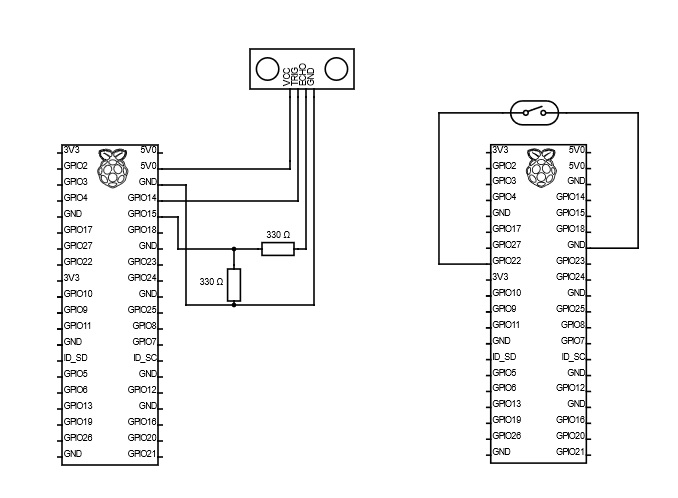 VCC
TRIG
ECHO
GND
3V3 5V0
GPIO2 5V0
GPIO3 GND
GPIO4 GPIO14
GND GPIO15
GPIO17 GPIO18
GPIO27 GND
GPIO22 GPIO23
3V3 GPIO24
GPIO10 GND
GPIO9 GPIO25
GPIO11 GPIO8
GND GPIO7
ID_SD ID_SC
GPIO5 GND
GPIO6 GPIO12
GPIO13 GND
GPIO19 GPIO16
GPIO26 GPIO20
GND GPIO21
330 Ω
330 Ω
3V3 5V0
GPIO2 5V0
GPIO3 GND
GPIO4 GPIO14
GND GPIO15
GPIO17 GPIO18
GPIO27 GND
GPIO22 GPIO23
3V3 GPIO24
GPIO10 GND
GPIO9 GPIO25
GPIO11 GPIO8
GND GPIO7
ID_SD ID_SC
GPIO5 GND
GPIO6 GPIO12
GPIO13 GND
GPIO19 GPIO16
GPIO26 GPIO20
GND GPIO21